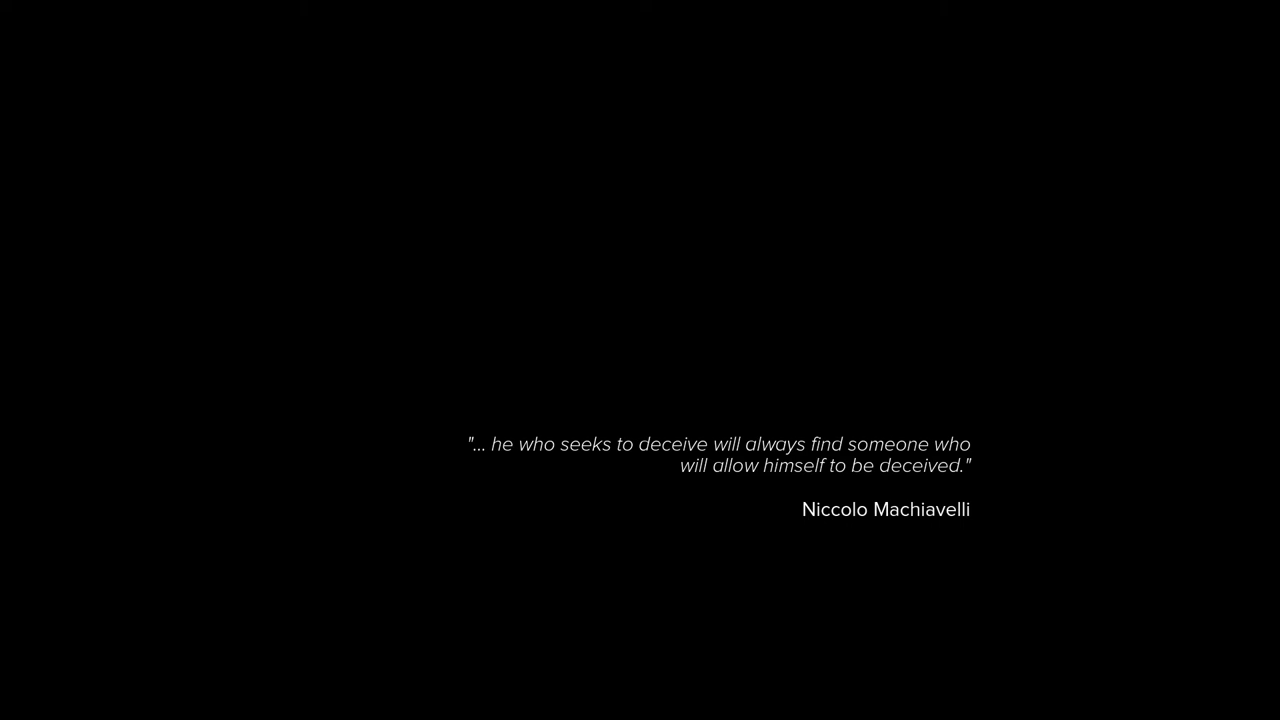 "... he who seeks to deceive will always find someone who
will allow himself to be deceived."
Niccolo Machiavelli